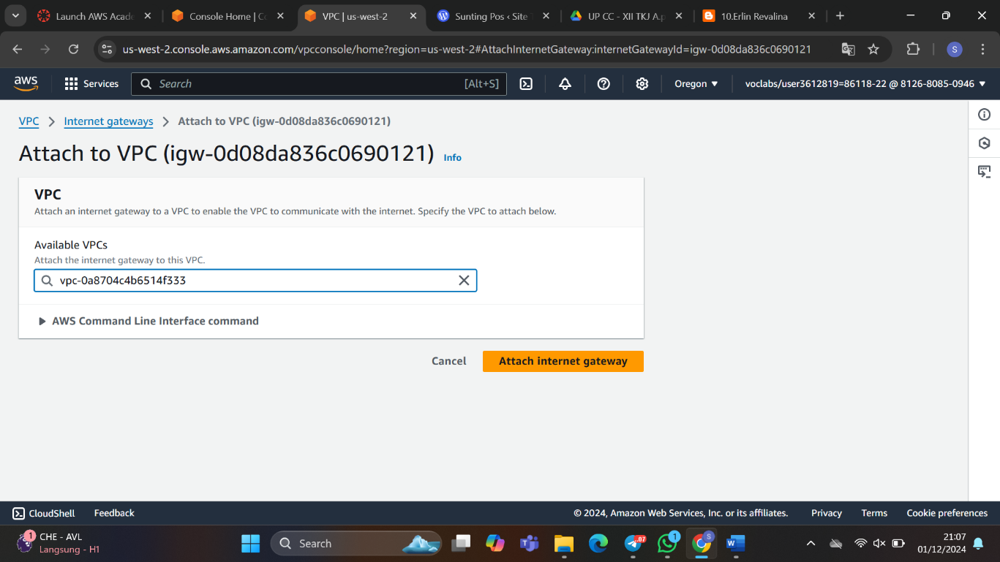 Launch AWS Acade
Console Home | C
VPC | us-west-2
Sunting Pos ‹ Site
UP CC - XII TKJ A.p
10.Erlin Revalina
us-west-2.console.aws.amazon.com/vpcconsole/home?region=us-west-2#AttachInternetGateway:internetGatewayId=igw-0d08da836c0690121
S
aws
Services
Search
[Alt+S]
Oregon
voclabs/user3612819=86118-22 @ 8126-8085-0946
VPC
Internet gateways
Attach to VPC (igw-0d08da836c0690121)
Attach to VPC (igw-0d08da836c0690121)
Info
VPC
Attach an internet gateway to a VPC to enable the VPC to communicate with the internet. Specify the VPC to attach below.
Available VPCs
Attach the internet gateway to this VPC.
vpc-0a8704c4b6514f333
AWS Command Line Interface command
Cancel
Attach internet gateway
CloudShell
Feedback
© 2024, Amazon Web Services, Inc. or its affiliates.
Privacy
Terms
Cookie preferences
1
CHE - AVL
Langsung - H1
Search
1
S
21:07
01/12/2024